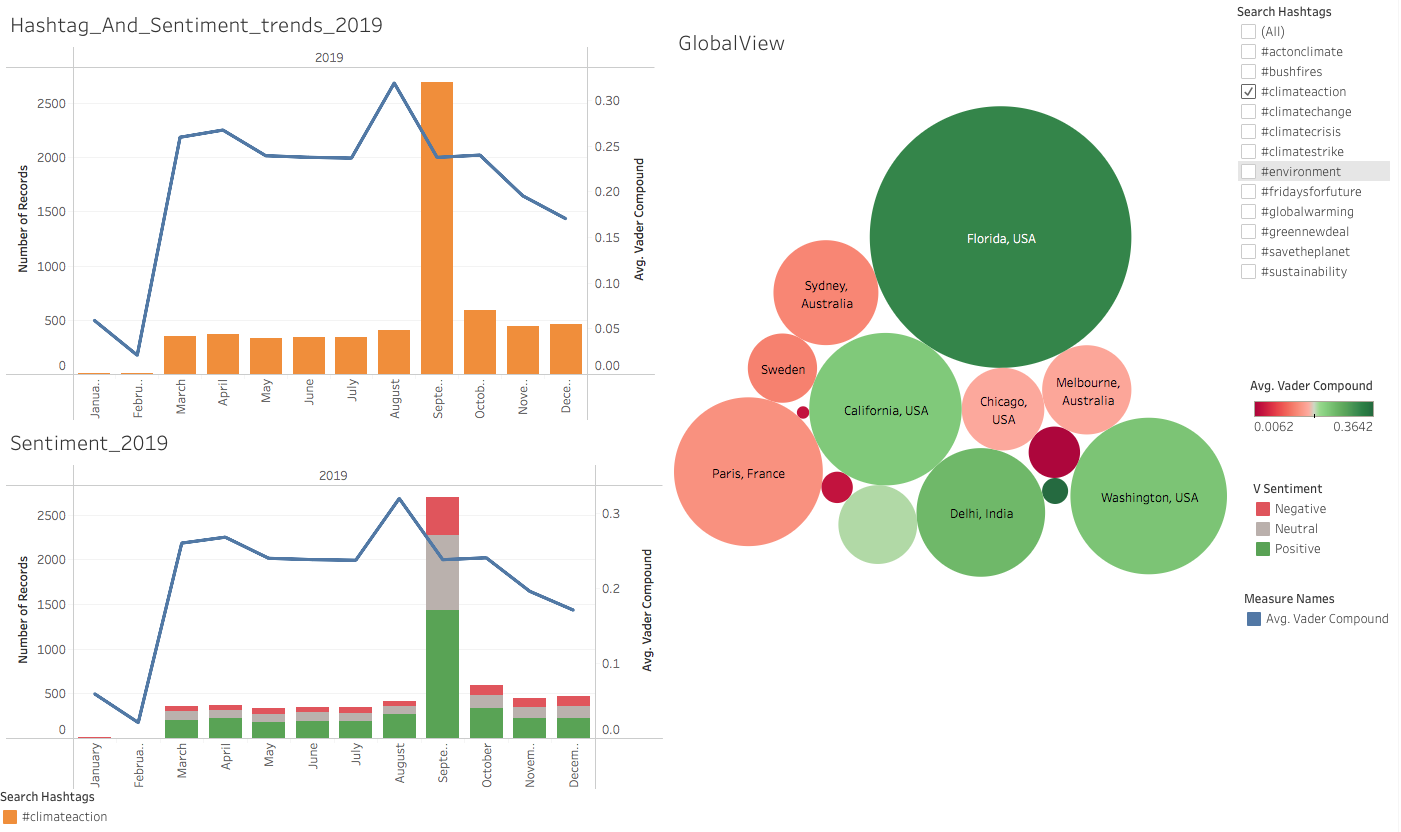 Hashtag_And_Sentiment_trends_2019
2019
2500
2000
1500
1000
500
0
Number of Records
0.30
0.25
0.20
0.15
0.10
0.05
0.00
Avg. Vader Compound
Janua..
Febru..
March
April
May
June
July
August
Septe..
Octob..
Nove..
Dece..
Sentiment_2019
2019
2500
2000
1500
1000
500
0
Number of Records
0.3
0.2
0.1
0.0
Avg. Vader Compound
January
Februa..
March
April
May
June
July
August
Septe..
October
Novem..
Decem..
Search Hashtags
#climateaction
GlobalView
Florida, USA
Sydney,
Australia
Sweden
California, USA
Chicago,
USA
Melbourne,
Australia
Paris, France
Delhi, India
Washington, USA
Search Hashtags
(All)
#actonclimate
#bushfires
#climateaction
#climatechange
#climatecrisis
#climatestrike
#environment
#fridaysforfuture
#globalwarming
#greennewdeal
#savetheplanet
#sustainability
Avg. Vader Compound
0.0062 0.3642
V Sentiment
Negative
Neutral
Positive
Measure Names
Avg. Vader Compound